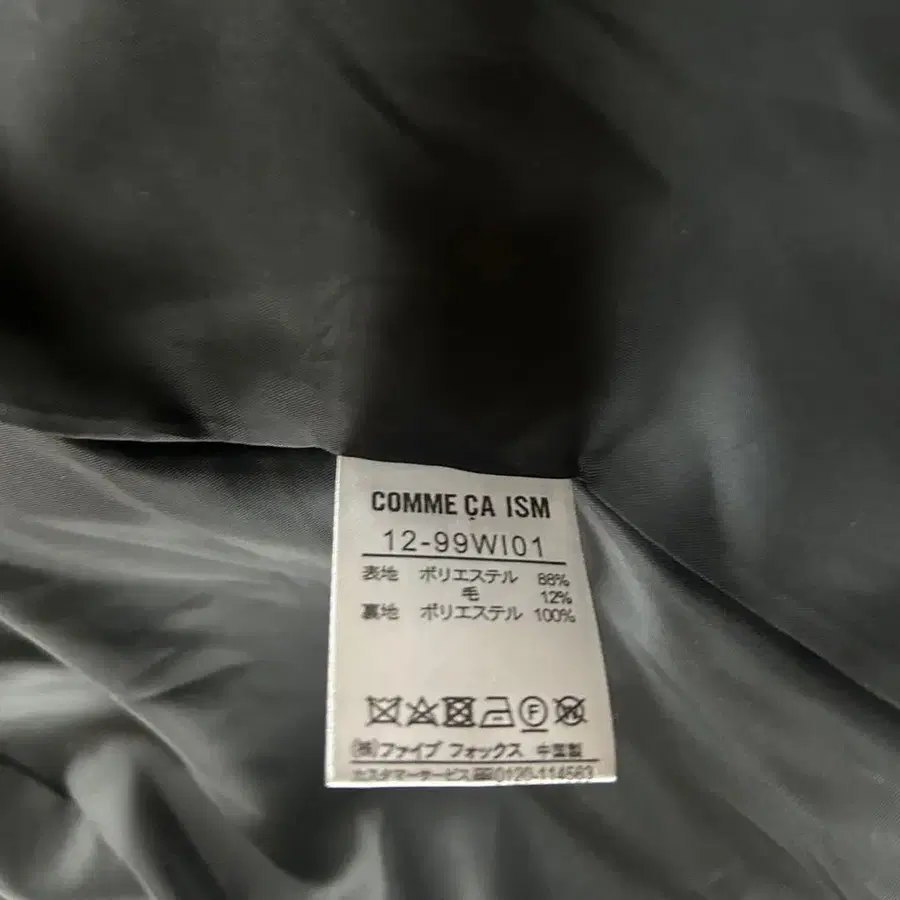 COMME ÇA ISM
12-99WI01
表地 ポリエステル 88%
毛 12%
裏地 ポリエステル 100%
F W
(株)ファイブ フォックス 中国製
カスタマーサービス 0120-114563